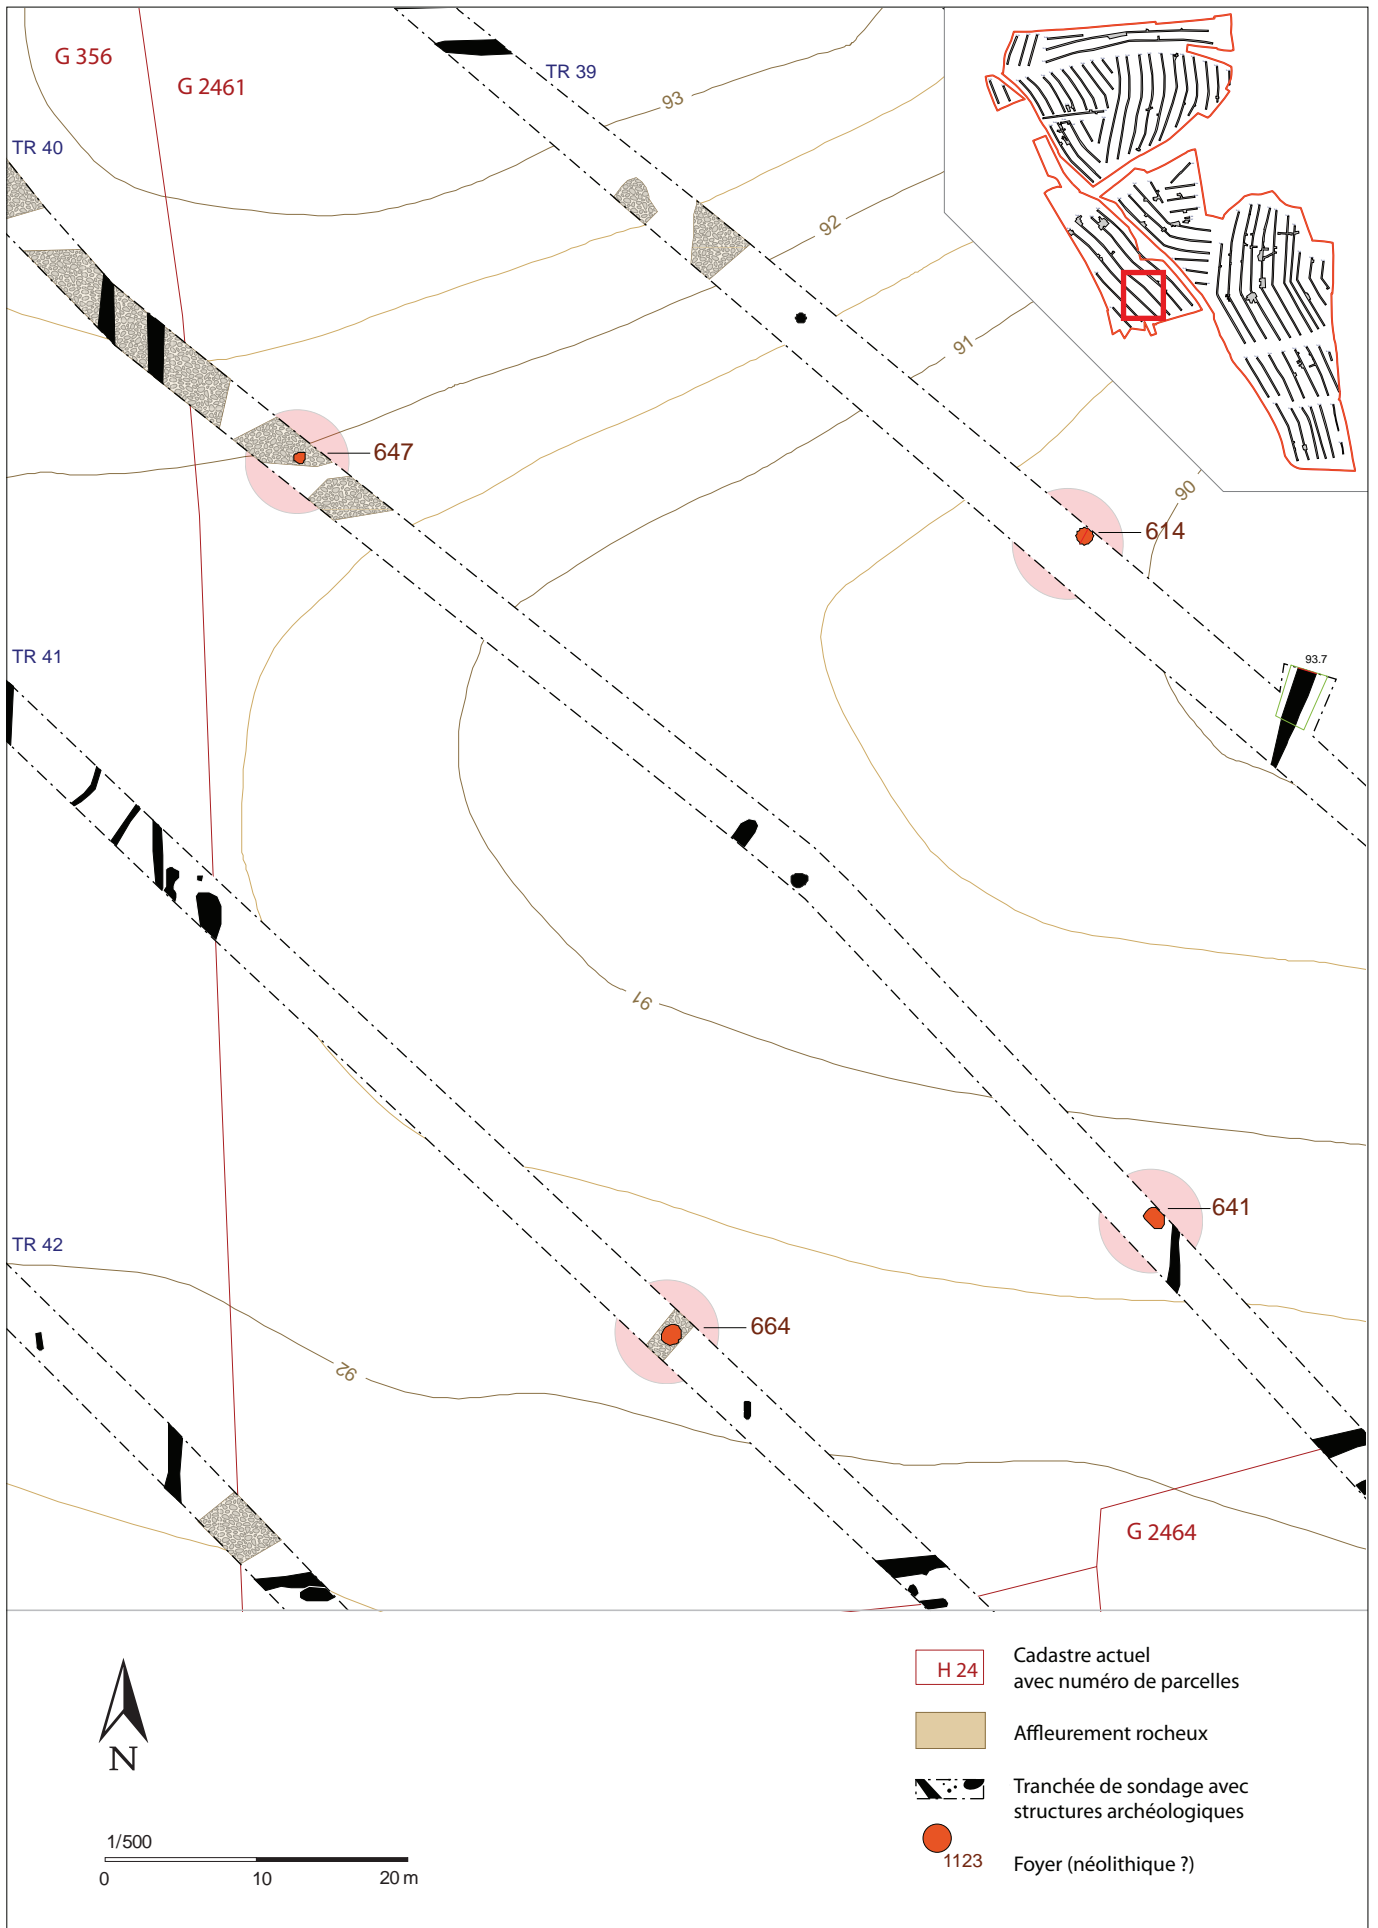 G 356
G 2461
TR 39
93
TR 40
92
91
647
90
614
TR 41
93.7
91
641
TR 42
664
92
G 2464
H 24
Cadastre actuel
avec numéro de parcelles
Affleurement rocheux
N
Tranchée de sondage avec
structures archéologiques
1/500
0 10 20 m
1123
Foyer (néolithique ?)